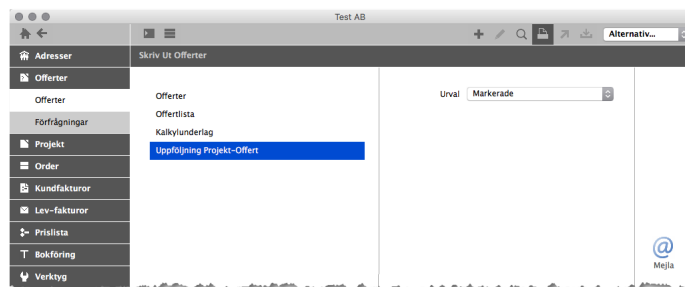 Test AB
Alternativ...
Adresser
Skriv Ut Offerter
Offerter
Offerter
Förfrågningar
Projekt
Order
Kundfakturor
Lev-fakturor
Prislista
Bokföring
Verktyg
Offerter
Offertlista
Kalkylunderlag
Uppföljning Projekt-Offert
Urval Markerade
@
Mejla